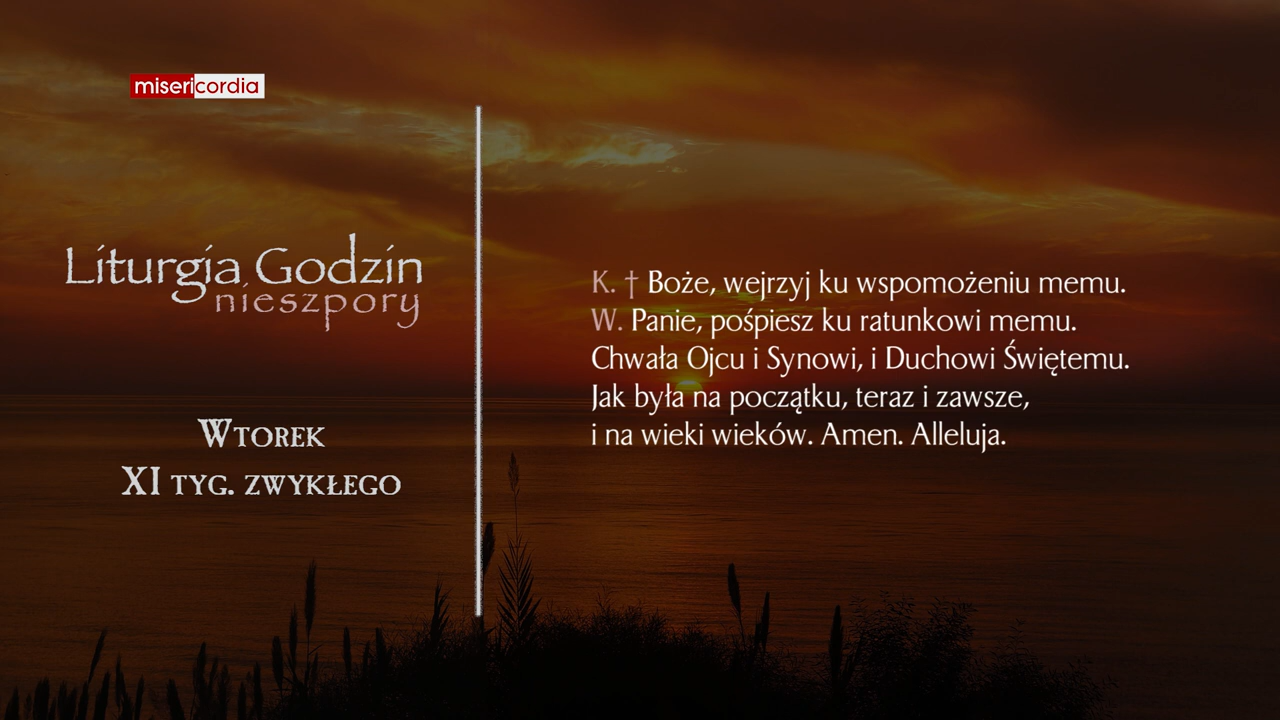 misericordia
Liturgia Godzin
nieszpory
Wtorek
XI tyg. zwykłego
K. † Boże, wejrzyj ku wspomożeniu memu.
W. Panie, pośpiesz ku ratunkowi memu.
Chwała Ojcu i Synowi, i Duchowi Świętemu.
Jak była na początku, teraz i zawsze,
i na wieki wieków. Amen. Alleluja.